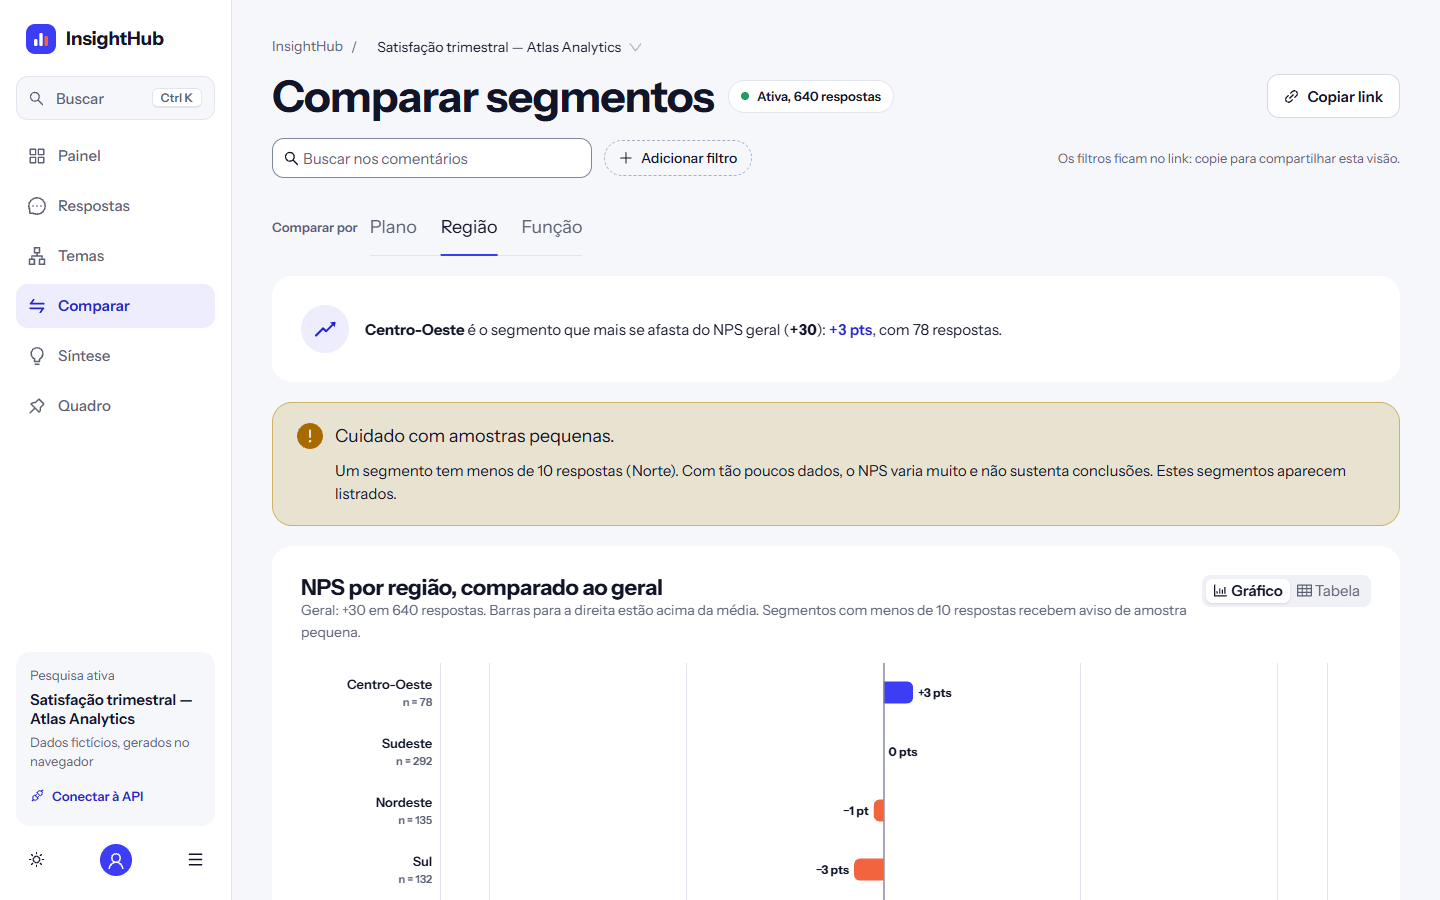 InsightHub
Buscar
Ctrl K
Painel
Respostas
Temas
Comparar
Síntese
Quadro
Pesquisa ativa
Satisfação trimestral —
Atlas Analytics
Dados fictícios, gerados no
navegador
Conectar à API
InsightHub / Satisfação trimestral — Atlas Analytics
Comparar segmentos
Ativa, 640 respostas
Copiar link
Buscar nos comentários
Adicionar filtro
Os filtros ficam no link: copie para compartilhar esta visão.
Comparar por
Plano
Região
Função
Centro-Oeste é o segmento que mais se afasta do NPS geral (+30): +3 pts, com 78 respostas.
Cuidado com amostras pequenas.
Um segmento tem menos de 10 respostas (Norte). Com tão poucos dados, o NPS varia muito e não sustenta conclusões. Estes segmentos aparecem
listrados.
NPS por região, comparado ao geral
Geral: +30 em 640 respostas. Barras para a direita estão acima da média. Segmentos com menos de 10 respostas recebem aviso de amostra
pequena.
Gráfico
Tabela
Centro-Oeste
n = 78
+3 pts
Sudeste
n = 292
0 pts
Nordeste
n = 135
−1 pt
Sul
n = 132
−3 pts